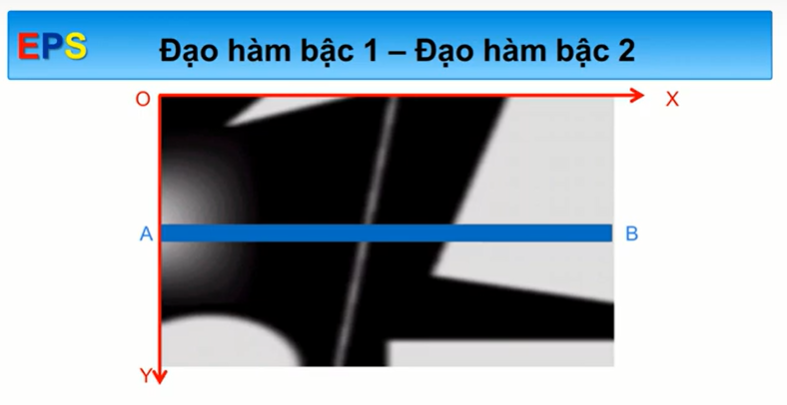 EPS
Đạo hàm bậc 1 – Đạo hàm bậc 2
O
X
A
B
Y